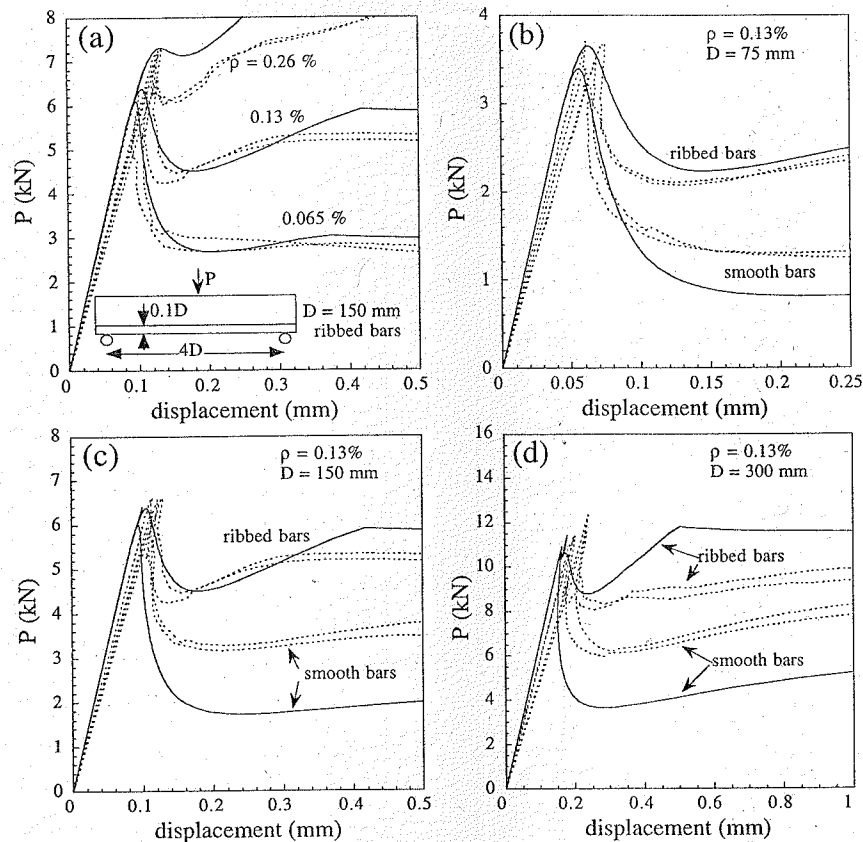 (a)
8
7
6
5
4
3
2
1
0
P (kN)
ρ = 0.26 %
0.13 %
0.065 %
P
0.1D
D = 150 mm
ribbed bars
4D
0
0.1
0.2
0.3
0.4
0.5
displacement (mm)
(b)
ρ = 0.13%
D = 75 mm
4
3
2
1
0
P (kN)
ribbed bars
smooth bars
0
0.05
0.1
0.15
0.2
0.25
displacement (mm)
(c)
ρ = 0.13%
D = 150 mm
8
7
6
5
4
3
2
1
0
P (kN)
ribbed bars
smooth bars
0
0.1
0.2
0.3
0.4
0.5
displacement (mm)
(d)
ρ = 0.13%
D = 300 mm
16
14
12
10
8
6
4
2
0
P (kN)
ribbed bars
smooth bars
0
0.2
0.4
0.6
0.8
1
displacement (mm)